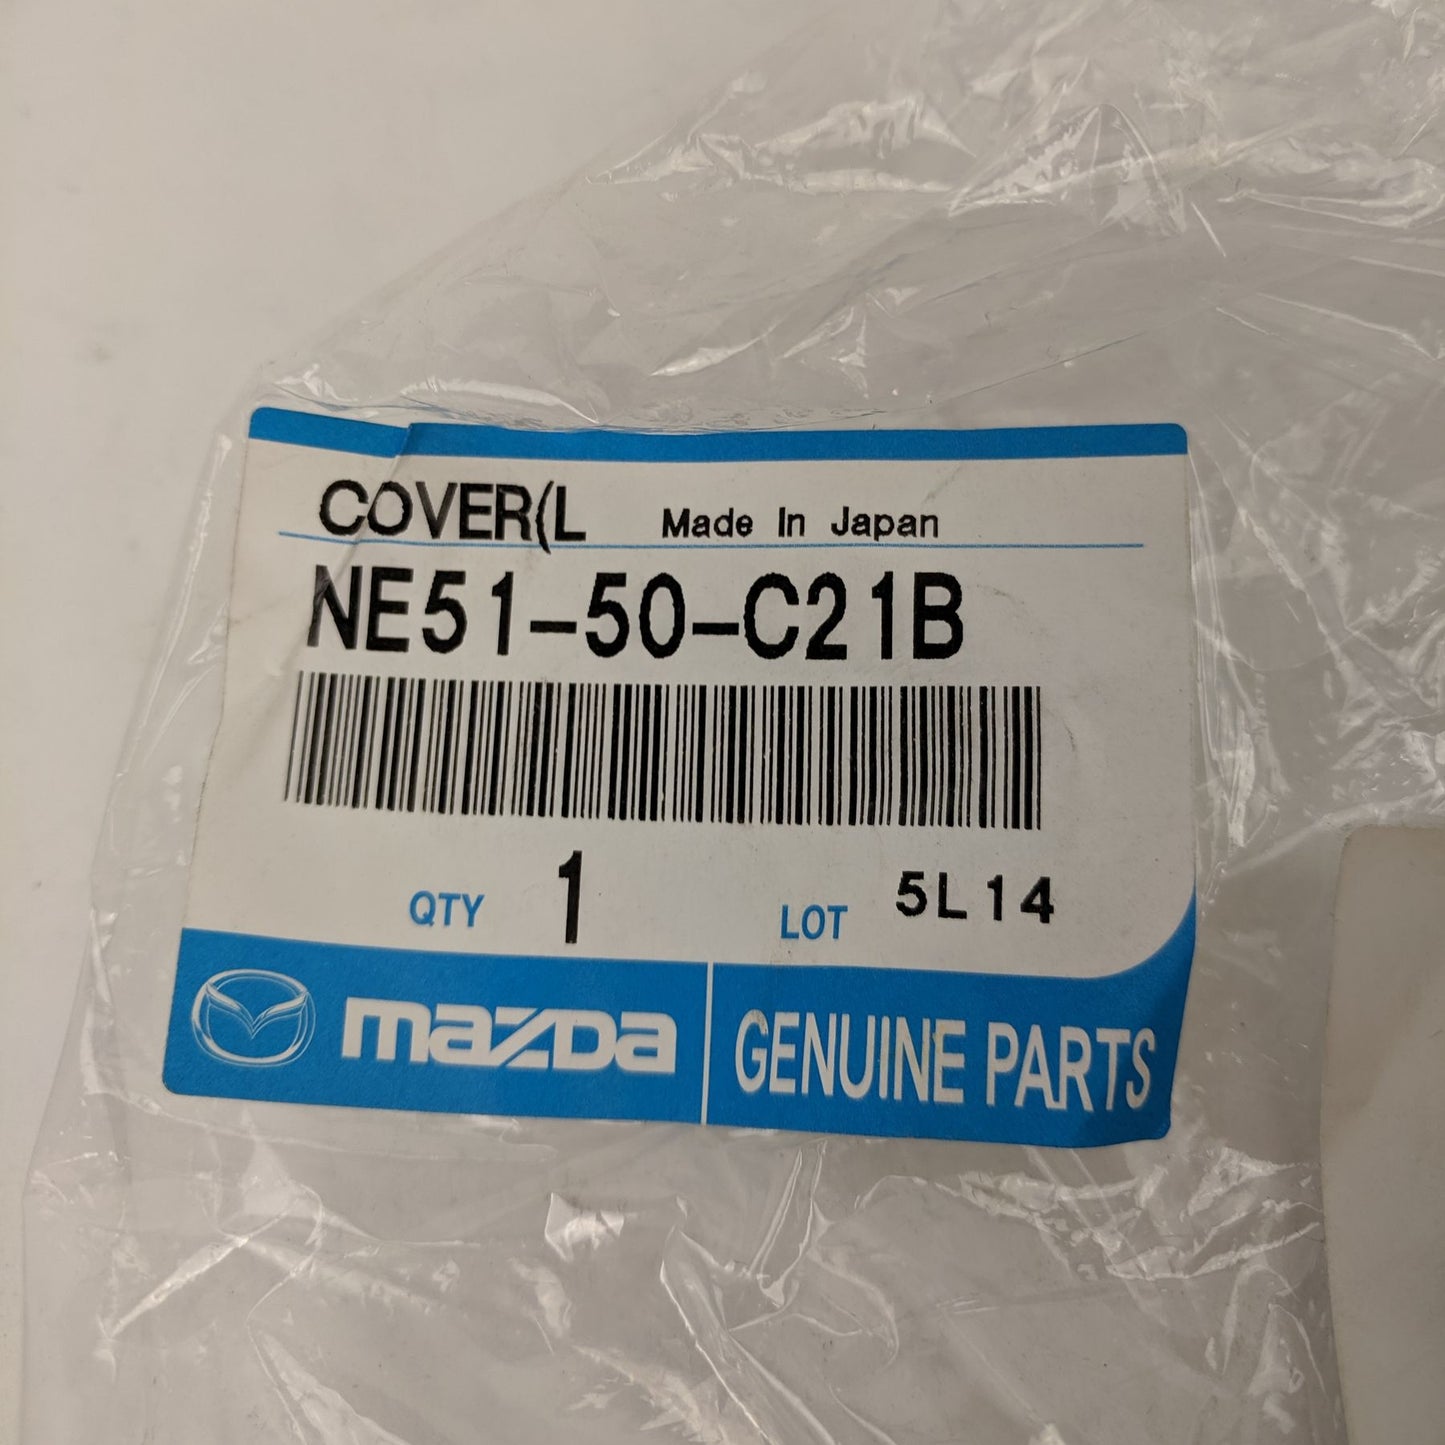 COVER(L Made In Japan
NE51-50-C21B
QTY 1 LOT 5L14
mazda GENUINE PARTS